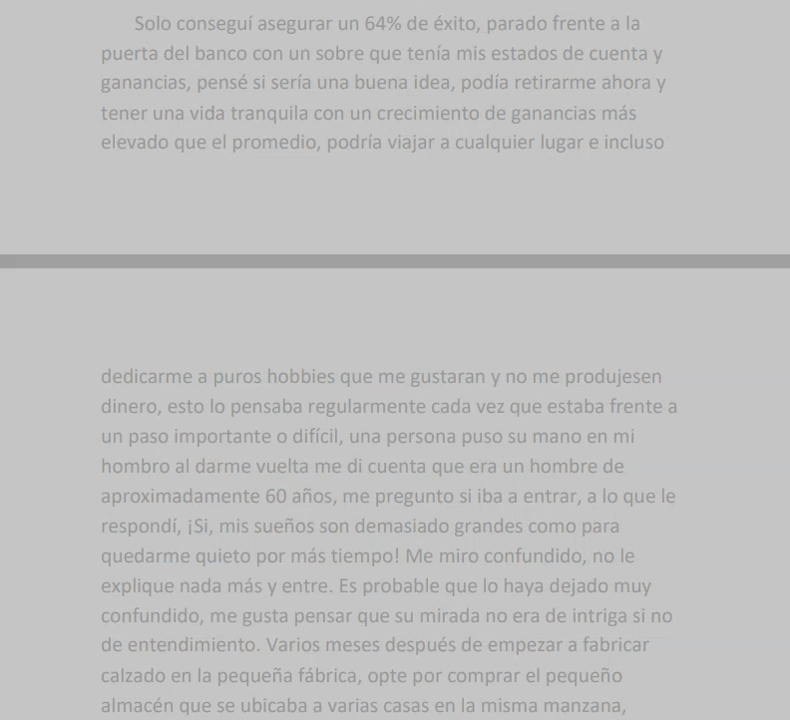 Solo conseguí asegurar un 64% de éxito, parado frente a la
puerta del banco con un sobre que tenía mis estados de cuenta y
ganancias, pensé si sería una buena idea, podía retirarme ahora y
tener una vida tranquila con un crecimiento de ganancias más
elevado que el promedio, podría viajar a cualquier lugar e incluso
dedicarme a puros hobbies que me gustaran y no me produjesen
dinero, esto lo pensaba regularmente cada vez que estaba frente a
un paso importante o difícil, una persona puso su mano en mi
hombro al darme vuelta me di cuenta que era un hombre de
aproximadamente 60 años, me pregunto si iba a entrar, a lo que le
respondí, ¡Si, mis sueños son demasiado grandes como para
quedarme quieto por más tiempo! Me miro confundido, no le
explique nada más y entre. Es probable que lo haya dejado muy
confundido, me gusta pensar que su mirada no era de intriga si no
de entendimiento. Varios meses después de empezar a fabricar
calzado en la pequeña fábrica, opte por comprar el pequeño
almacén que se ubicaba a varias casas en la misma manzana,